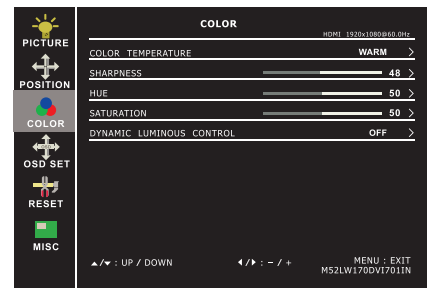 COLOR
HDMI 1920x1080@60.0Hz
PICTURE
POSITION
COLOR
OSD SET
RESET
MISC
COLOR TEMPERATURE WARM >
SHARPNESS 48 >
HUE 50 >
SATURATION 50 >
DYNAMIC LUMINOUS CONTROL OFF >
▲/▼ : UP / DOWN ◀/▶ : - / + MENU : EXIT
M52LW170DVI701IN